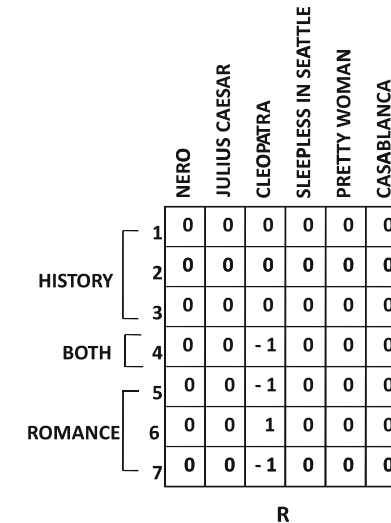 NERO
JULIUS CAESAR
CLEOPATRA
SLEEPLESS IN SEATTLE
PRETTY WOMAN
CASABLANCA
1 0 0 0 0 0 0
2 0 0 0 0 0 0
HISTORY
3 0 0 0 0 0 0
BOTH 4 0 0 - 1 0 0 0
5 0 0 - 1 0 0 0
ROMANCE 6 0 0 1 0 0 0
7 0 0 - 1 0 0 0
R